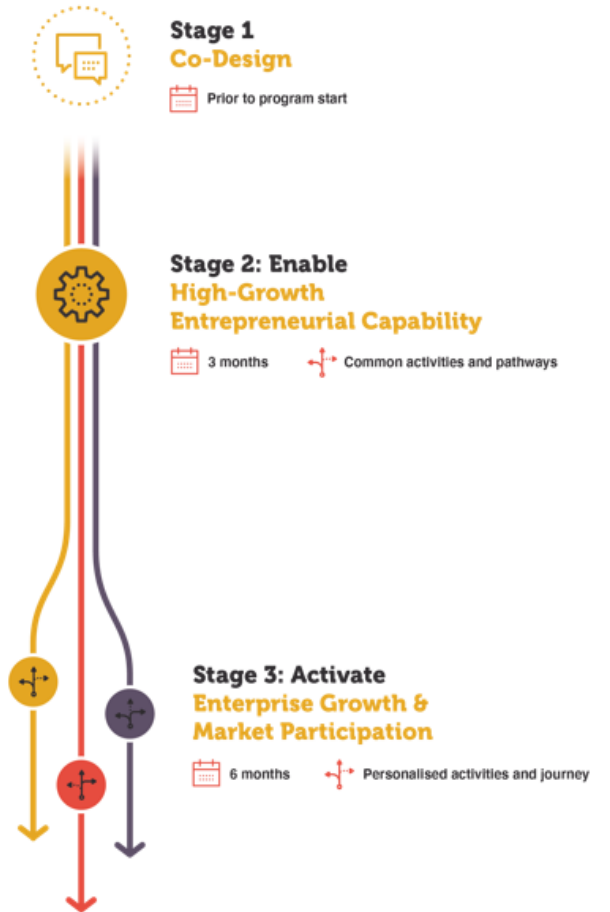 Stage 1
Co-Design
Prior to program start
Stage 2: Enable
High-Growth
Entrepreneurial Capability
3 months
Common activities and pathways
Stage 3: Activate
Enterprise Growth &
Market Participation
6 months
Personalised activities and journey